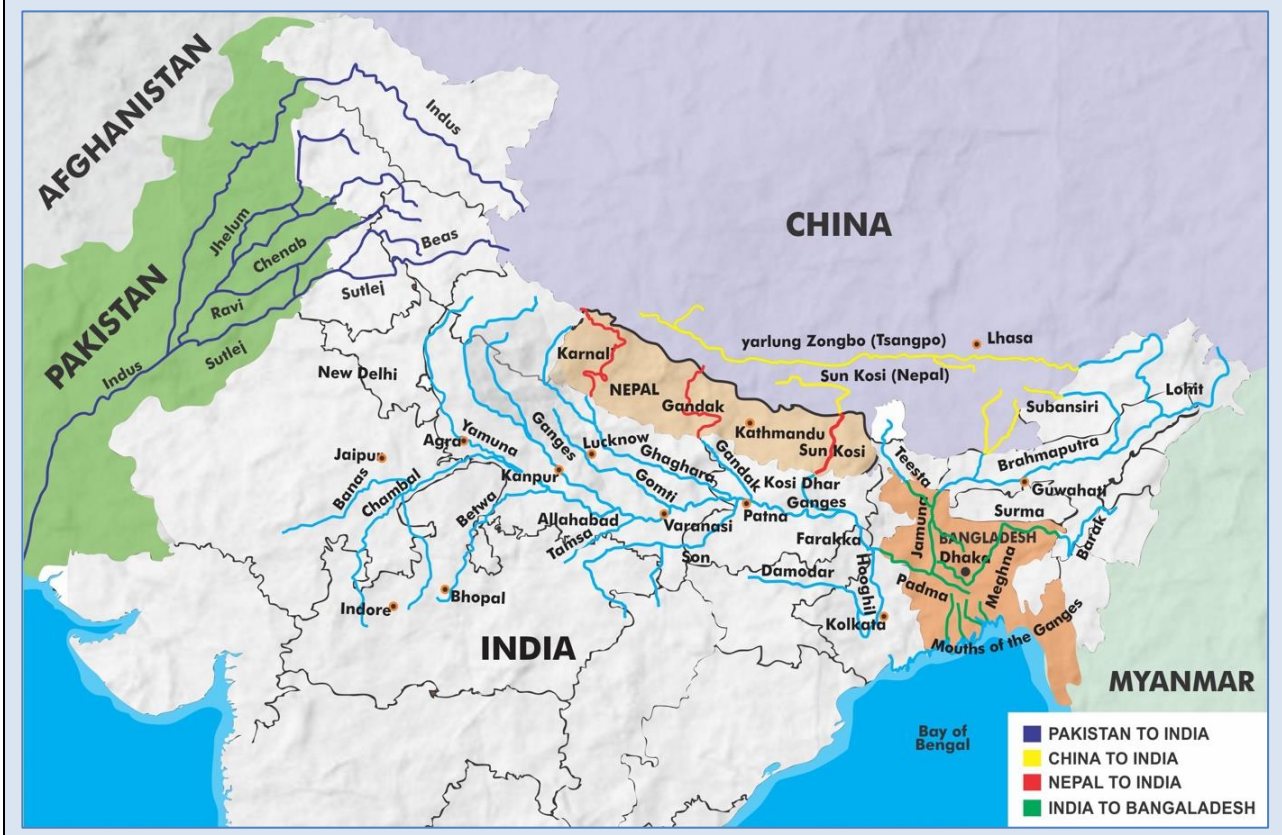 AFGHANISTAN
PAKISTAN
CHINA
Indus
Jhelum
Chenab
Beas
Ravi
Sutlej
Sutlej
Indus
New Delhi
Karnali
NEPAL
Gandak
Kathmandu
Sun Kosi
yarlung Zongbo (Tsangpo)
Lhasa
Sun Kosi (Nepal)
Subansiri
Lohit
Brahmaputra
Teesta
Guwahati
Surma
Barak
Agra
Yamuna
Ganges
Lucknow
Ghaghara
Gandak
Kosi Dhar
Ganges
Jaipur
Banas
Chambal
Kanpur
Betwa
Gomti
Allahabad
Varanasi
Patna
Tamsa
Son
Farakka
Damodar
Hooghil
Kolkata
Indore
Bhopal
INDIA
Jamuna
BANGLADESH
Dhaka
Meghna
Padma
Mouths of the Ganges
MYANMAR
Bay of
Bengal
PAKISTAN TO INDIA
CHINA TO INDIA
NEPAL TO INDIA
INDIA TO BANGALADESH